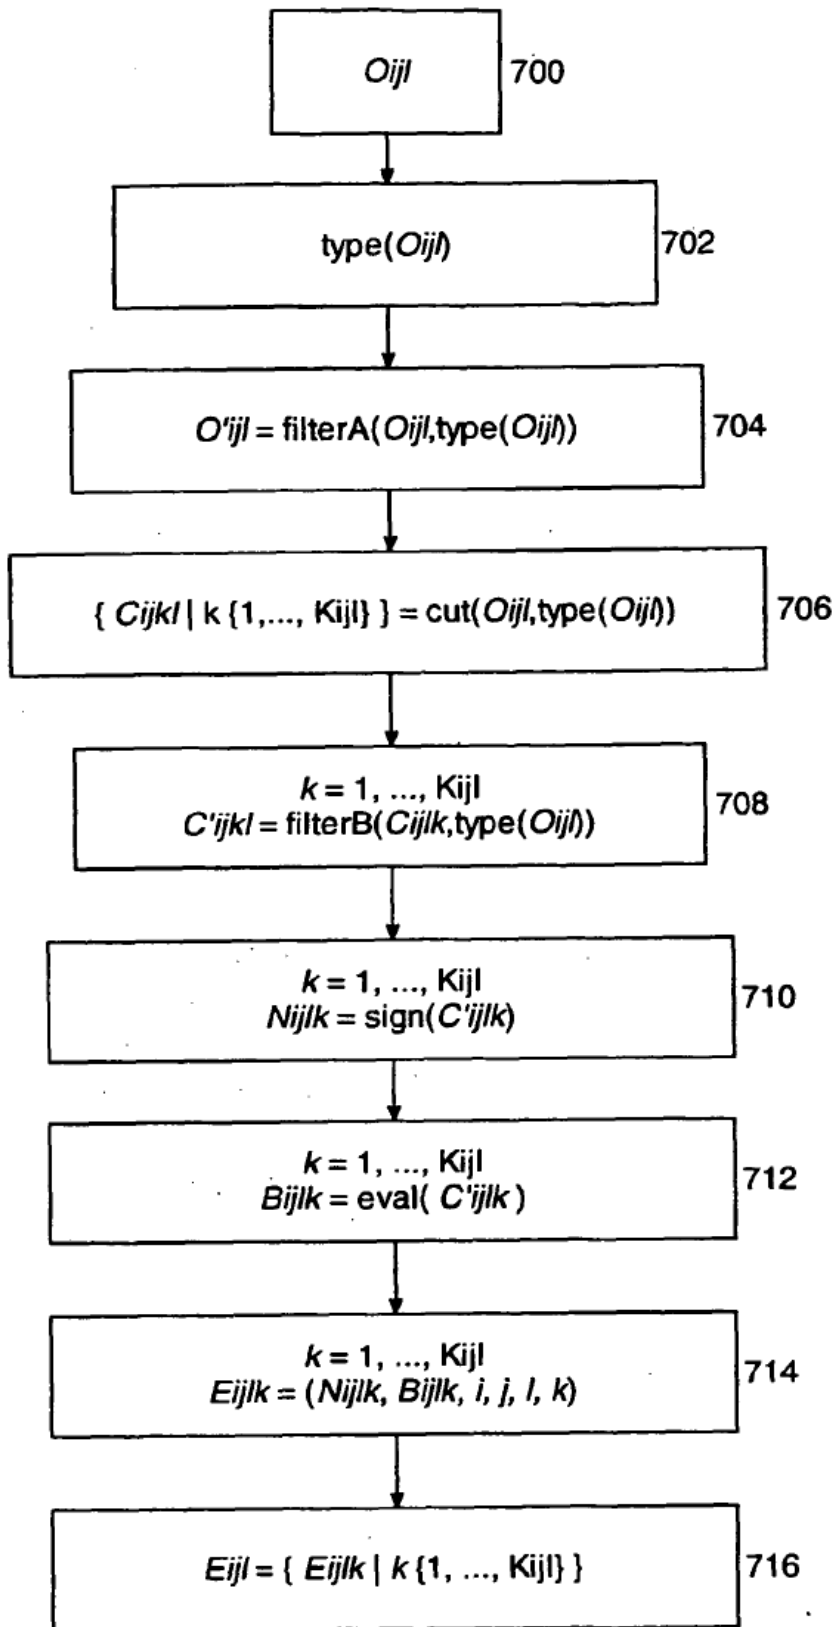 Oijl 700
type(Oijl) 702
O'ijl = filterA(Oijl,type(Oijl)) 704
{ Cijkl | k {1,..., Kijl} } = cut(Oijl,type(Oijl)) 706
k = 1, ..., Kijl
C'ijkl = filterB(Cijlk,type(Oijl)) 708
k = 1, ..., Kijl
Nijlk = sign(C'ijlk) 710
k = 1, ..., Kijl
Bijlk = eval( C'ijlk ) 712
k = 1, ..., Kijl
Eijlk = (Nijlk, Bijlk, i, j, l, k) 714
Eijl = { Eijlk | k {1, ..., Kijl} } 716